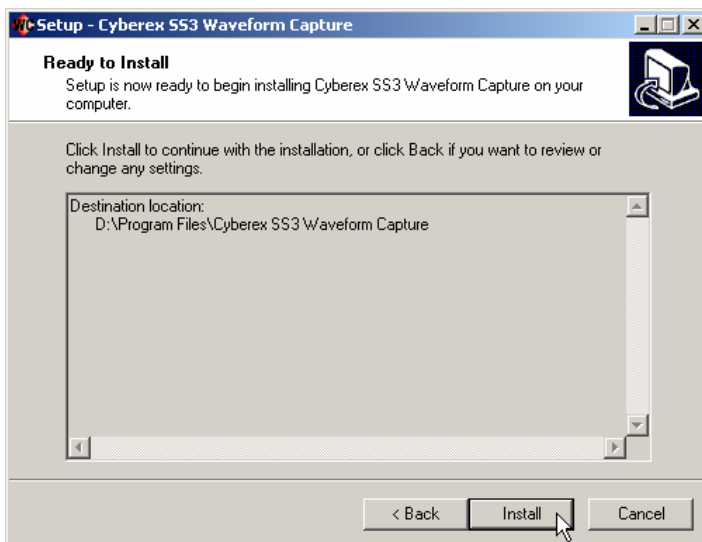 Setup - Cyberex SS3 Waveform Capture
Ready to Install
Setup is now ready to begin installing Cyberex SS3 Waveform Capture on your
computer.
Click Install to continue with the installation, or click Back if you want to review or
change any settings.
Destination location:
D:\Program Files\Cyberex SS3 Waveform Capture
< Back
Install
Cancel